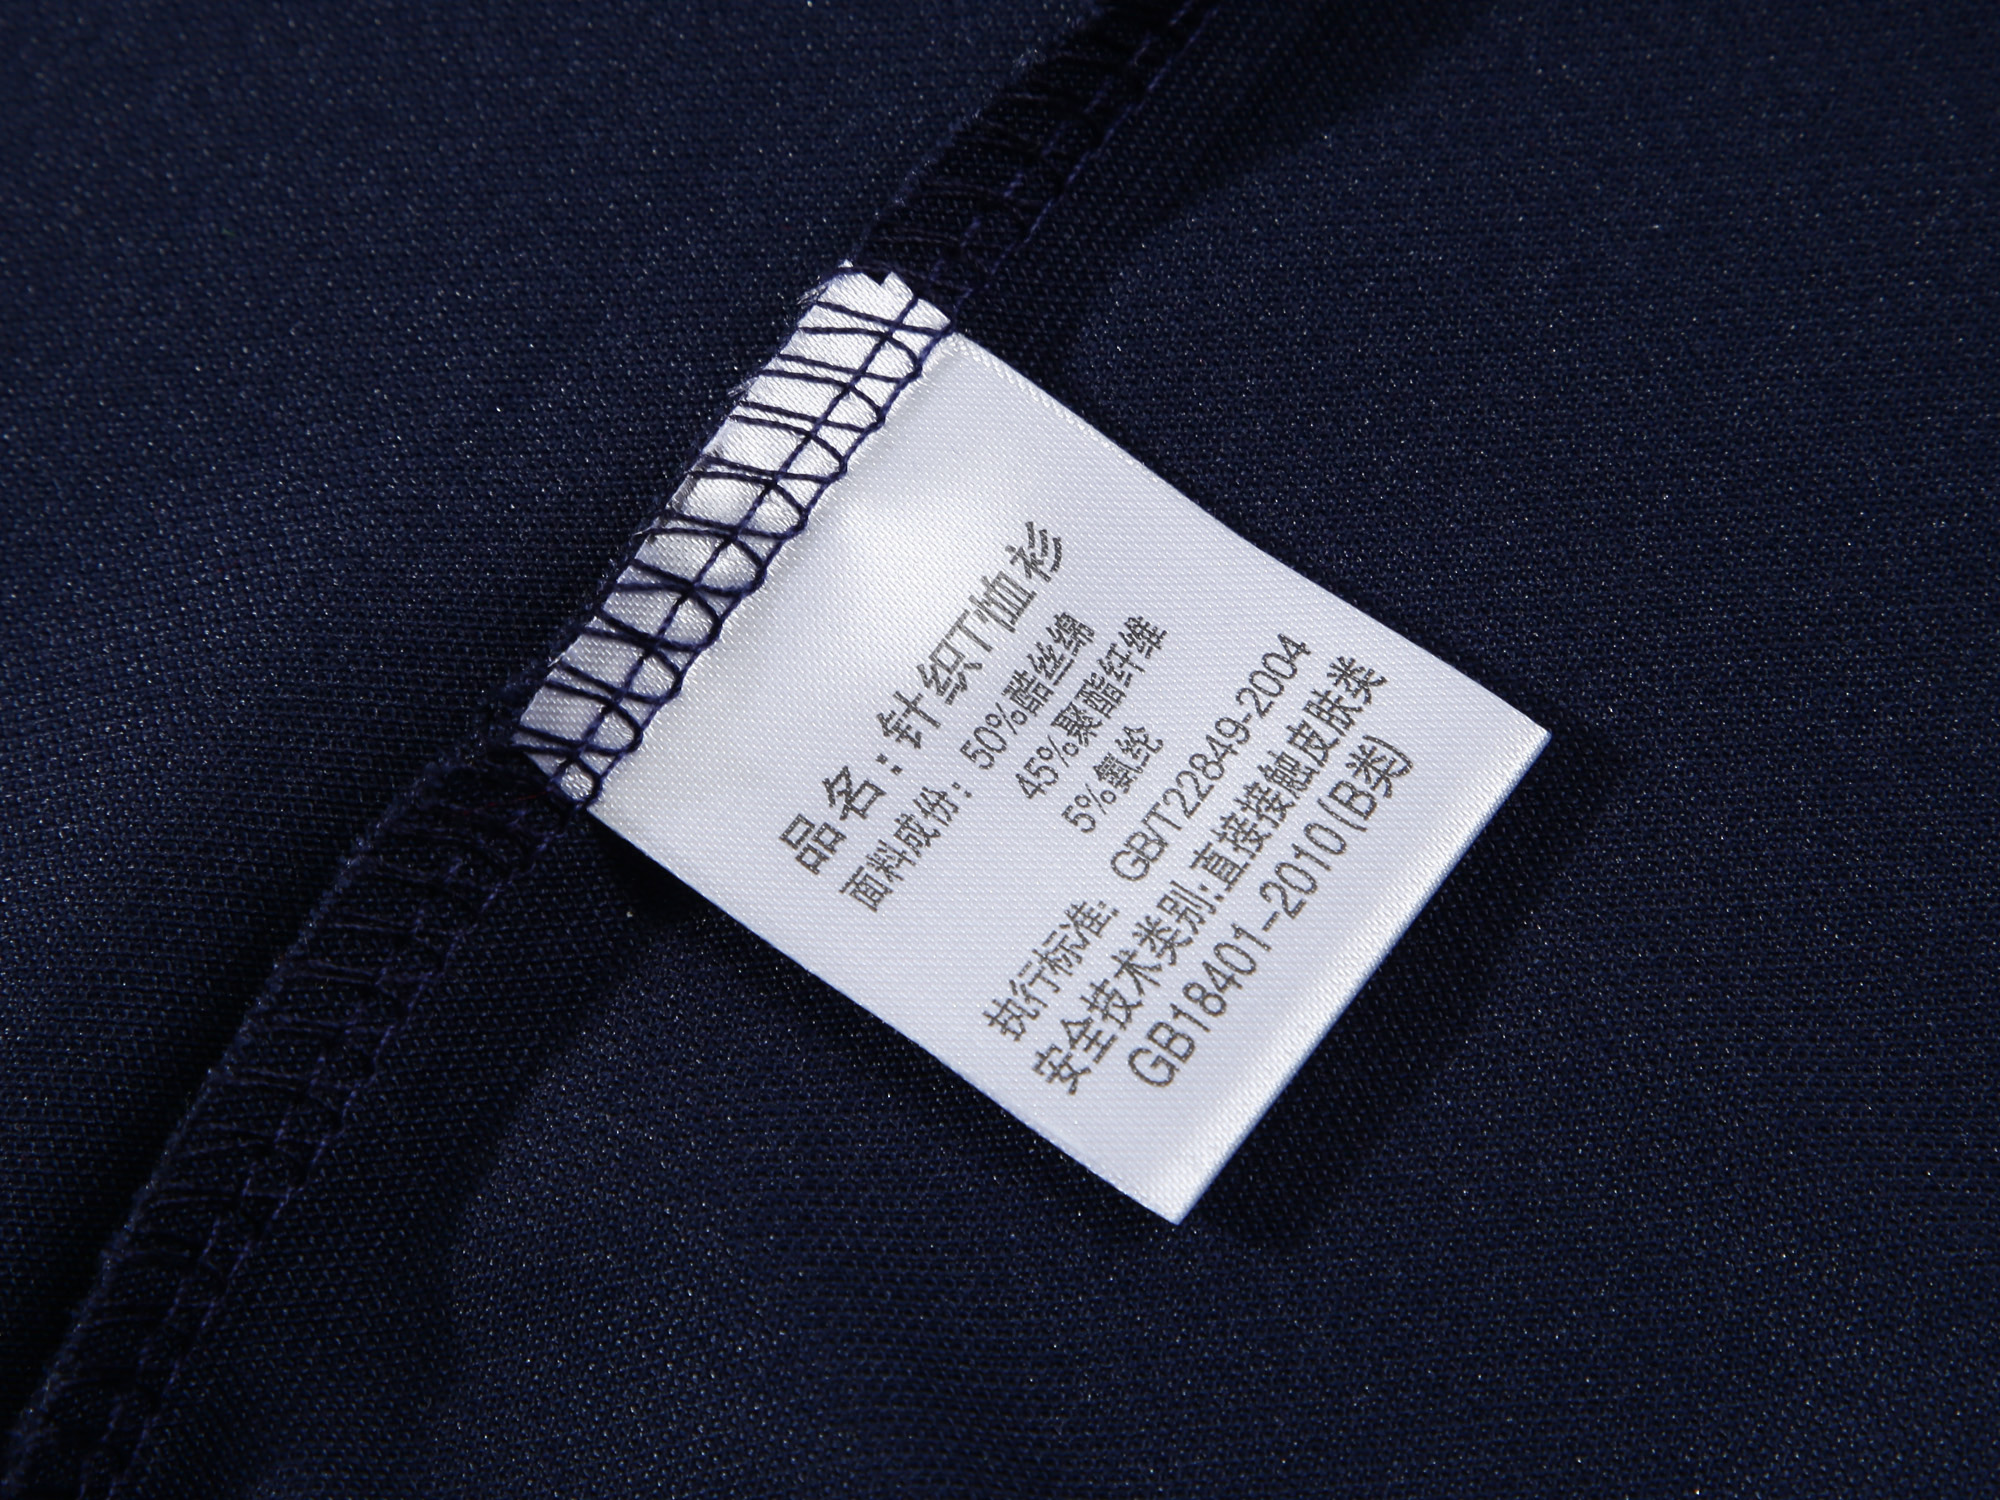 品名：针织T恤衫
面料成份：50%酷丝绵
45%聚酯纤维
5%氨纶
执行标准：GB/T22849-2004
安全技术类别：直接接触皮肤类
GB18401-2010(B类)